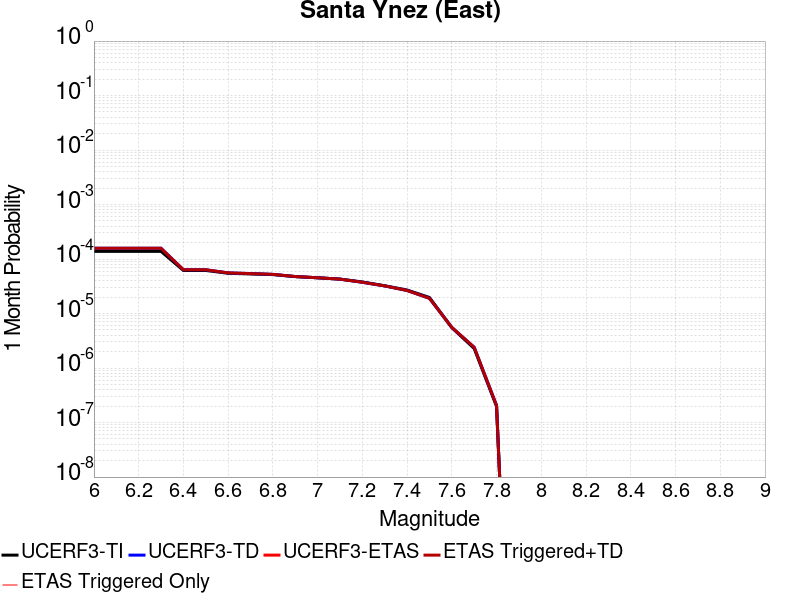 Santa Ynez (East)
10^0
10^-1
10^-2
10^-3
10^-4
10^-5
10^-6
10^-7
10^-8
1 Month Probability
6 6.2 6.4 6.6 6.8 7 7.2 7.4 7.6 7.8 8 8.2 8.4 8.6 8.8 9
Magnitude
UCERF3-TI UCERF3-TD UCERF3-ETAS ETAS Triggered+TD
ETAS Triggered Only